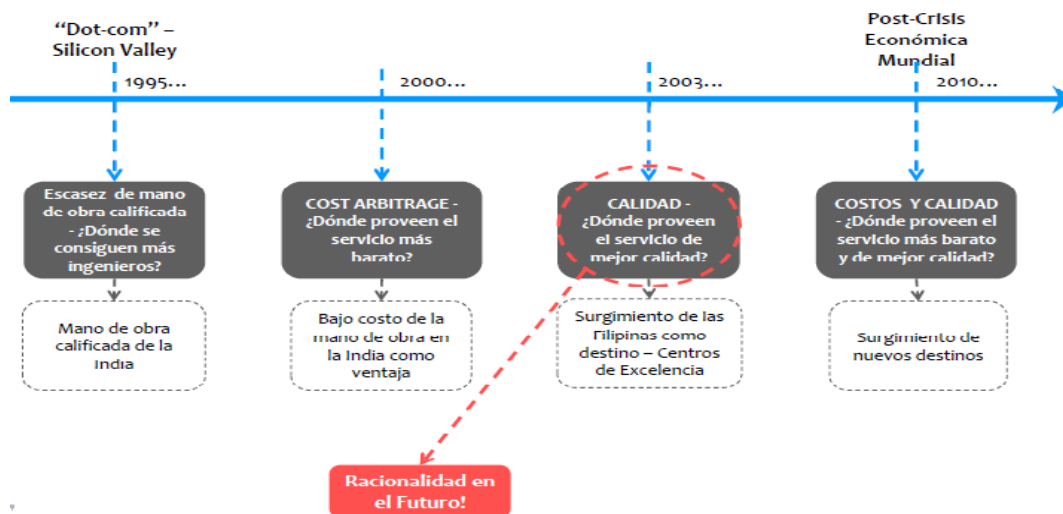 “Dot-com” –
Silicon Valley
Post-Crisis
Económica
Mundial
1995...
2000...
2003...
2010...
Escasez de mano
de obra calificada
- ¿Dónde se
consiguen más
ingenieros?
COST ARBITRAGE -
¿Dónde proveen el
servicio más
barato?
CALIDAD -
¿Dónde proveen
el servicio de
mejor calidad?
COSTOS Y CALIDAD
- ¿Dónde proveen el
servicio más barato
y de mejor calidad?
Mano de obra
calificada de la
India
Bajo costo de la
mano de obra en
la India como
ventaja
Surgimiento de las
Filipinas como
destino – Centros
de Excelencia
Surgimiento de
nuevos destinos
Racionalidad en
el Futuro!